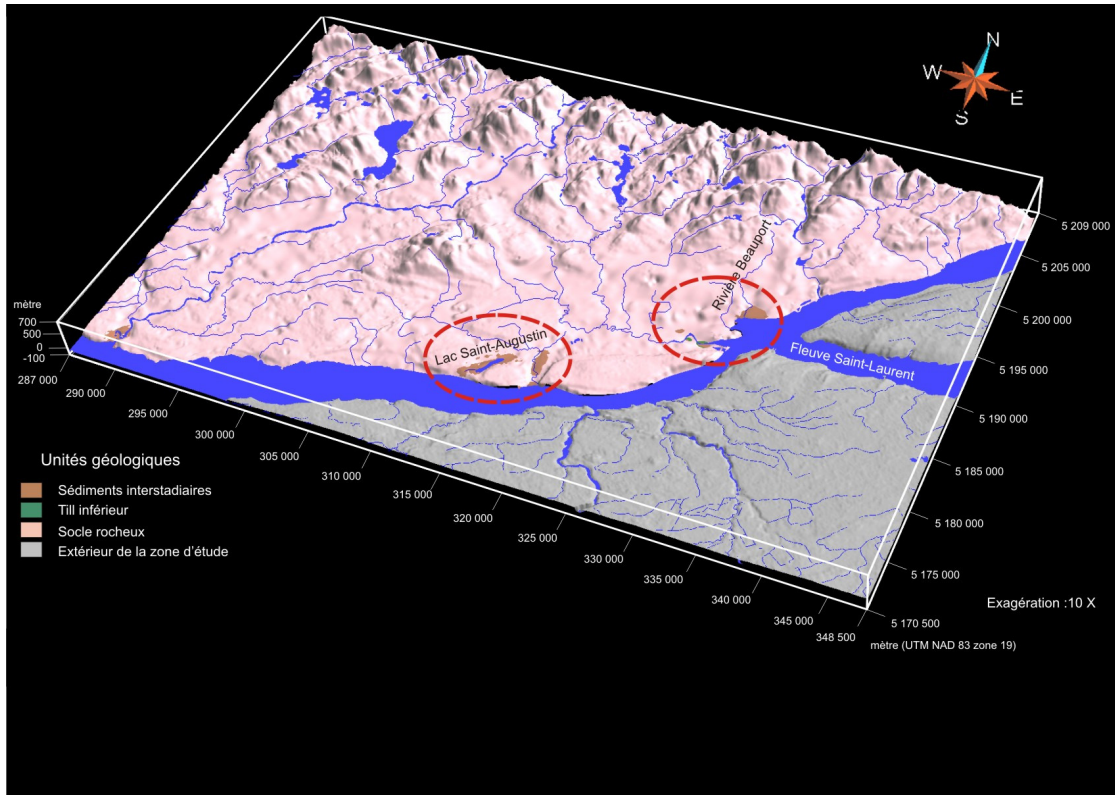 N
W
E
S
5 209 000
5 205 000
5 200 000
5 195 000
5 190 000
5 185 000
5 180 000
5 175 000
5 170 500
Rivière Beauport
Lac Saint-Augustin
Fleuve Saint-Laurent
mètre
700
500
0
-100
287 000
290 000
295 000
300 000
305 000
310 000
315 000
320 000
325 000
330 000
335 000
340 000
345 000
348 500
Unités géologiques
Sédiments interstadiaires
Till inférieur
Socle rocheux
Extérieur de la zone d'étude
Exagération :10 X
mètre (UTM NAD 83 zone 19)